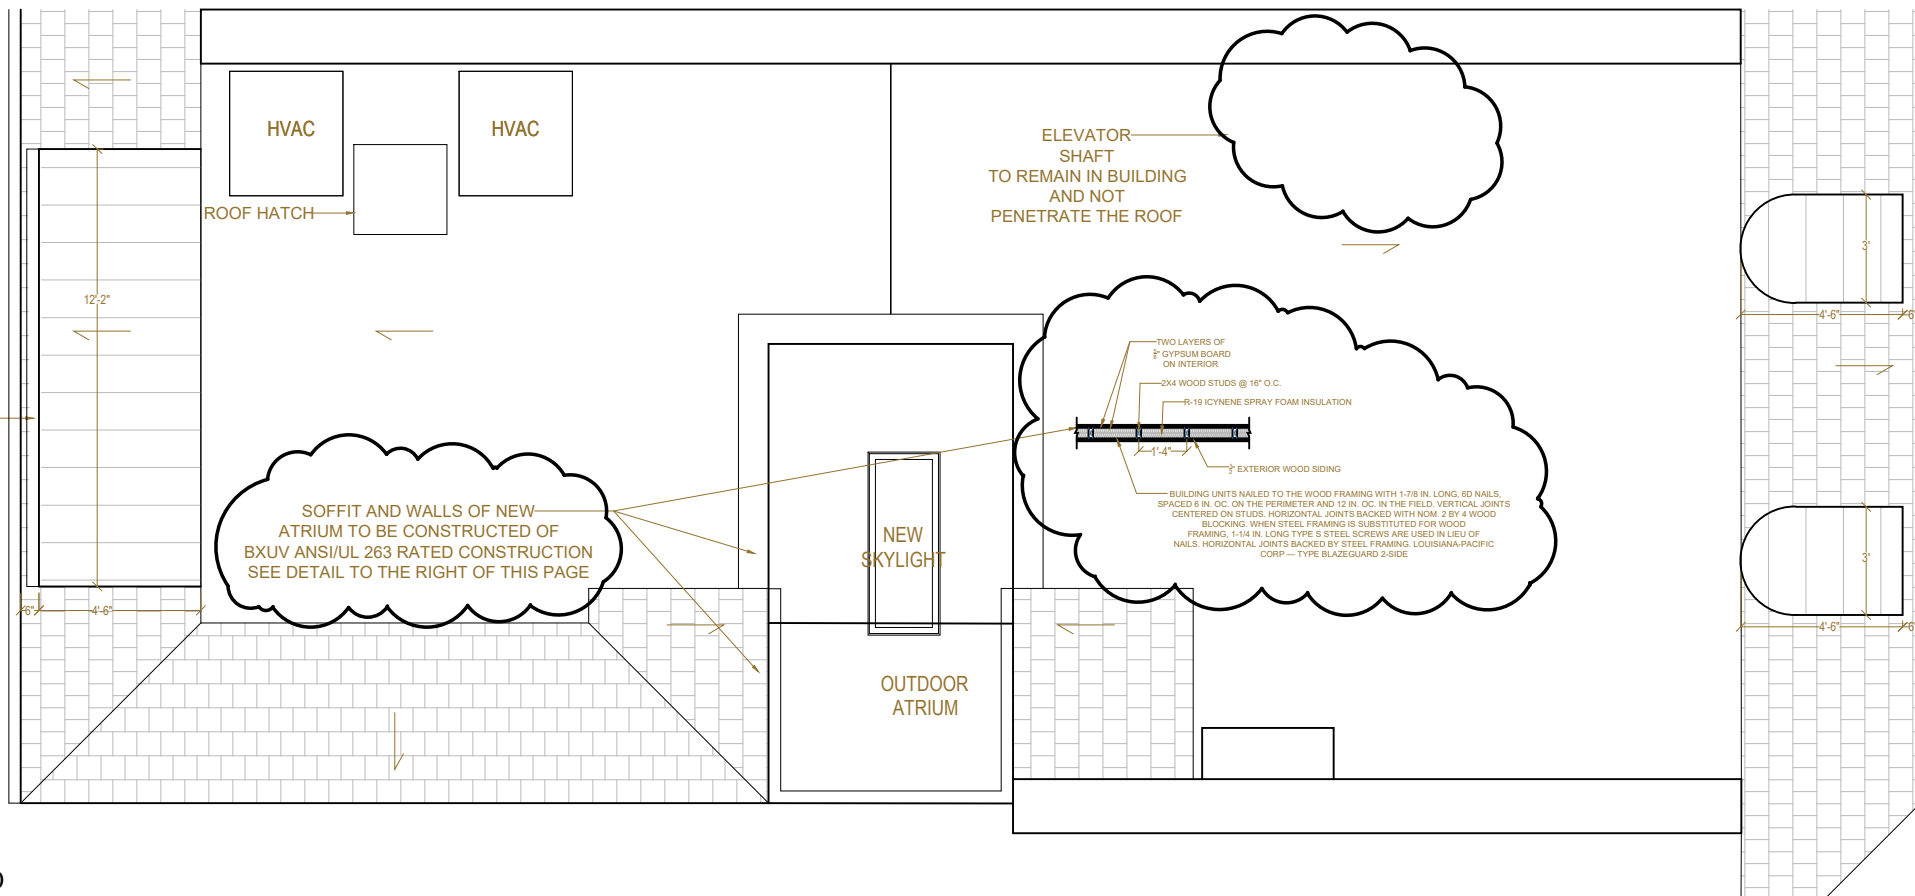 HVAC
HVAC
ROOF HATCH
ELEVATOR
SHAFT
TO REMAIN IN BUILDING
AND NOT
PENETRATE THE ROOF
12'-2"
6"
4'-6"
SOFFIT AND WALLS OF NEW
ATRIUM TO BE CONSTRUCTED OF
BXUV ANSI/UL 263 RATED CONSTRUCTION
SEE DETAIL TO THE RIGHT OF THIS PAGE
NEW
SKYLIGHT
OUTDOOR
ATRIUM
TWO LAYERS OF
⅝" GYPSUM BOARD
ON INTERIOR
2X4 WOOD STUDS @ 16" O.C.
R-19 ICYNENE SPRAY FOAM INSULATION
1'-4"
½" EXTERIOR WOOD SIDING
BUILDING UNITS NAILED TO THE WOOD FRAMING WITH 1-7/8 IN. LONG, 6D NAILS,
SPACED 6 IN. OC. ON THE PERIMETER AND 12 IN. OC. IN THE FIELD. VERTICAL JOINTS
CENTERED ON STUDS. HORIZONTAL JOINTS BACKED WITH NOM. 2 BY 4 WOOD
BLOCKING. WHEN STEEL FRAMING IS SUBSTITUTED FOR WOOD
FRAMING, 1-1/4 IN. LONG TYPE S STEEL SCREWS ARE USED IN LIEU OF
NAILS. HORIZONTAL JOINTS BACKED BY STEEL FRAMING. LOUISIANA-PACIFIC
CORP — TYPE BLAZEGUARD 2-SIDE
3'
4'-6"
6"
3'
4'-6"
6"